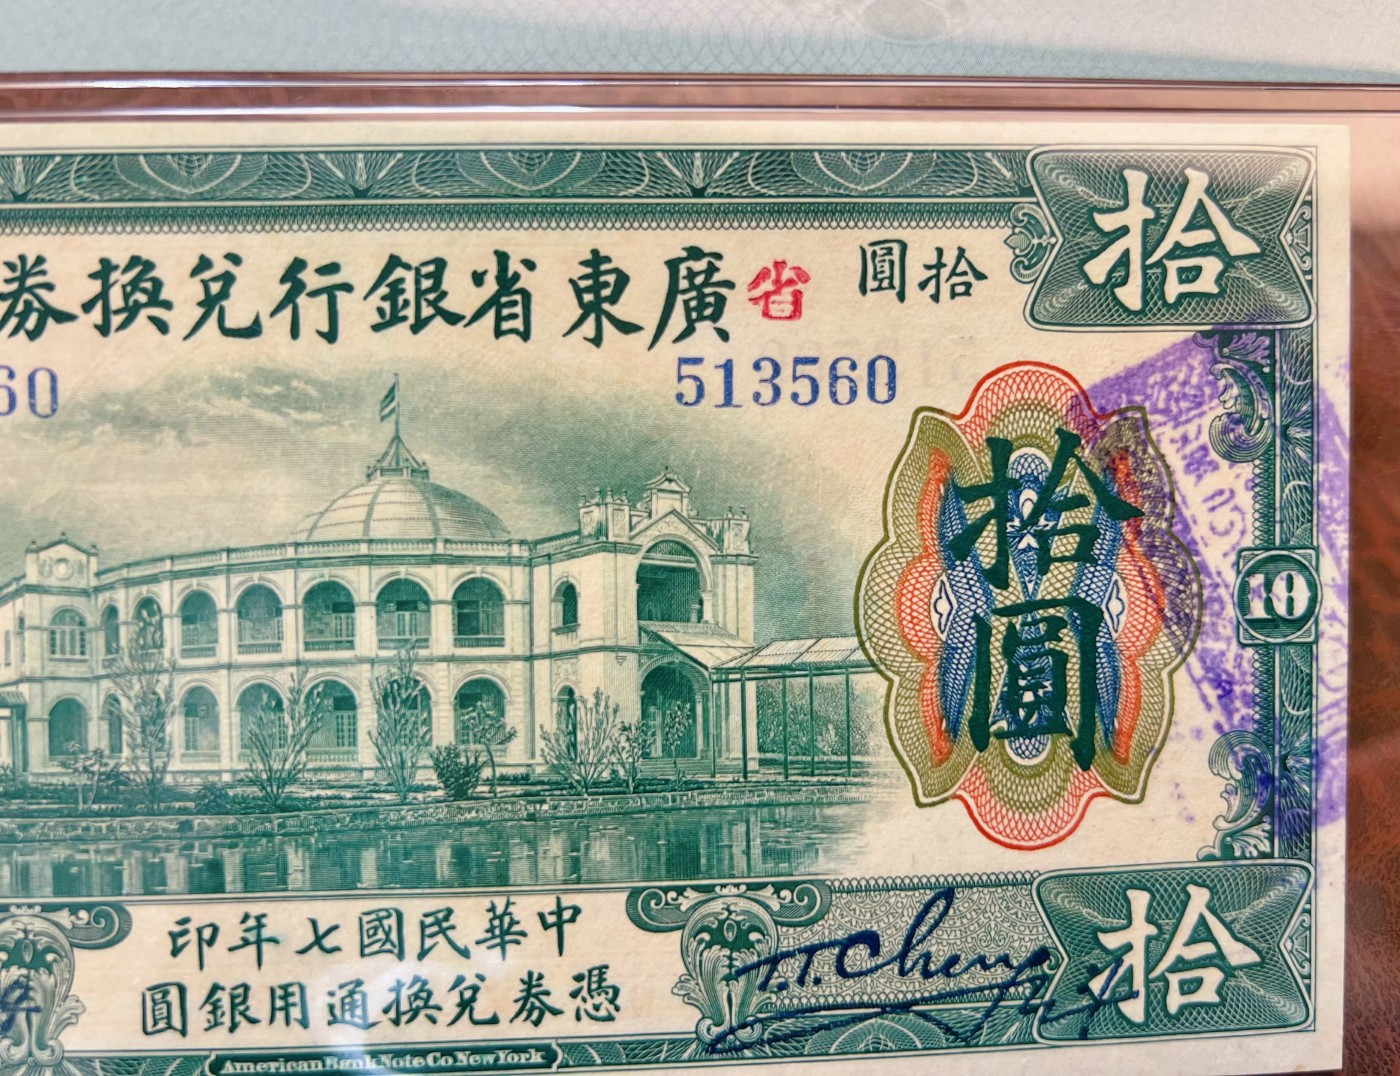 拾
拾圓
省
廣東省銀行兌換券
60
513560
拾圓
10
中華民國七年印
憑券兌換通用銀圓
T.T.Cheng
拾
American Bank Note Co. New York